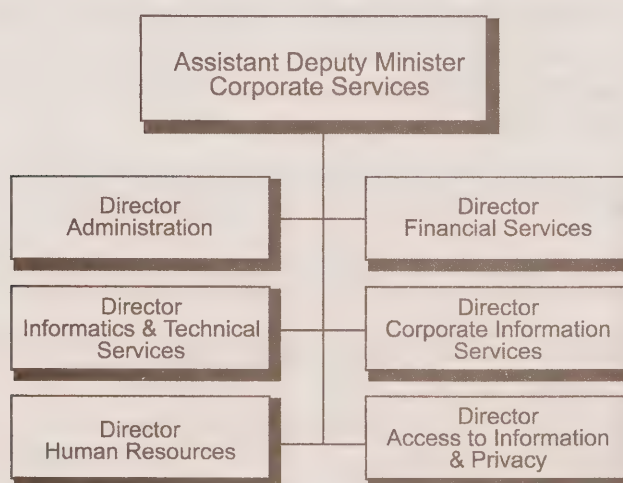 Assistant Deputy Minister
Corporate Services
Director
Administration
Director
Financial Services
Director
Informatics & Technical
Services
Director
Corporate Information
Services
Director
Human Resources
Director
Access to Information
& Privacy